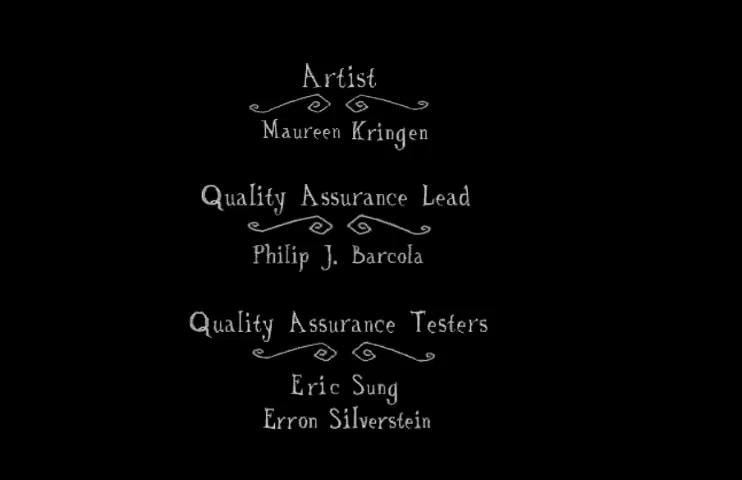 Artist
Maureen Kringen
Quality Assurance Lead
Philip J. Barcola
Quality Assurance Testers
Eric Sung
Erron Silverstein